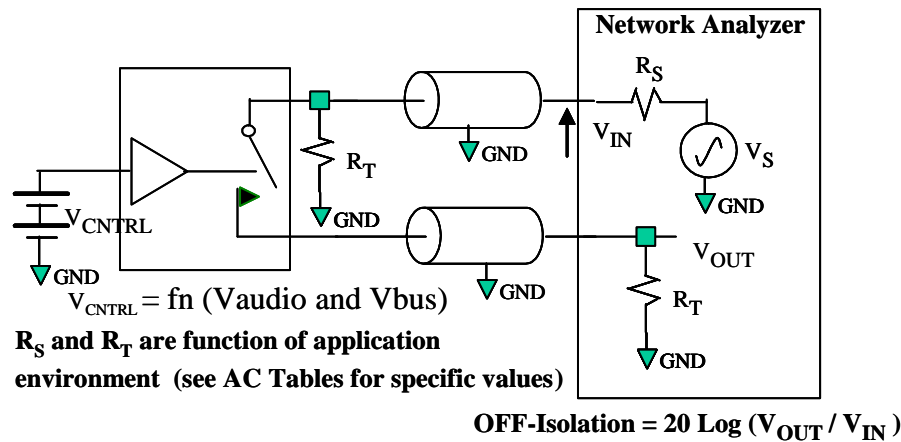 Network Analyzer
R_S
V_IN
V_S
GND
GND
R_T
GND
V_CNTRL
GND
V_OUT
GND
R_T
GND
V_CNTRL = fn (Vaudio and Vbus)
R_S and R_T are function of application
environment (see AC Tables for specific values)
OFF-Isolation = 20 Log (V_OUT / V_IN )